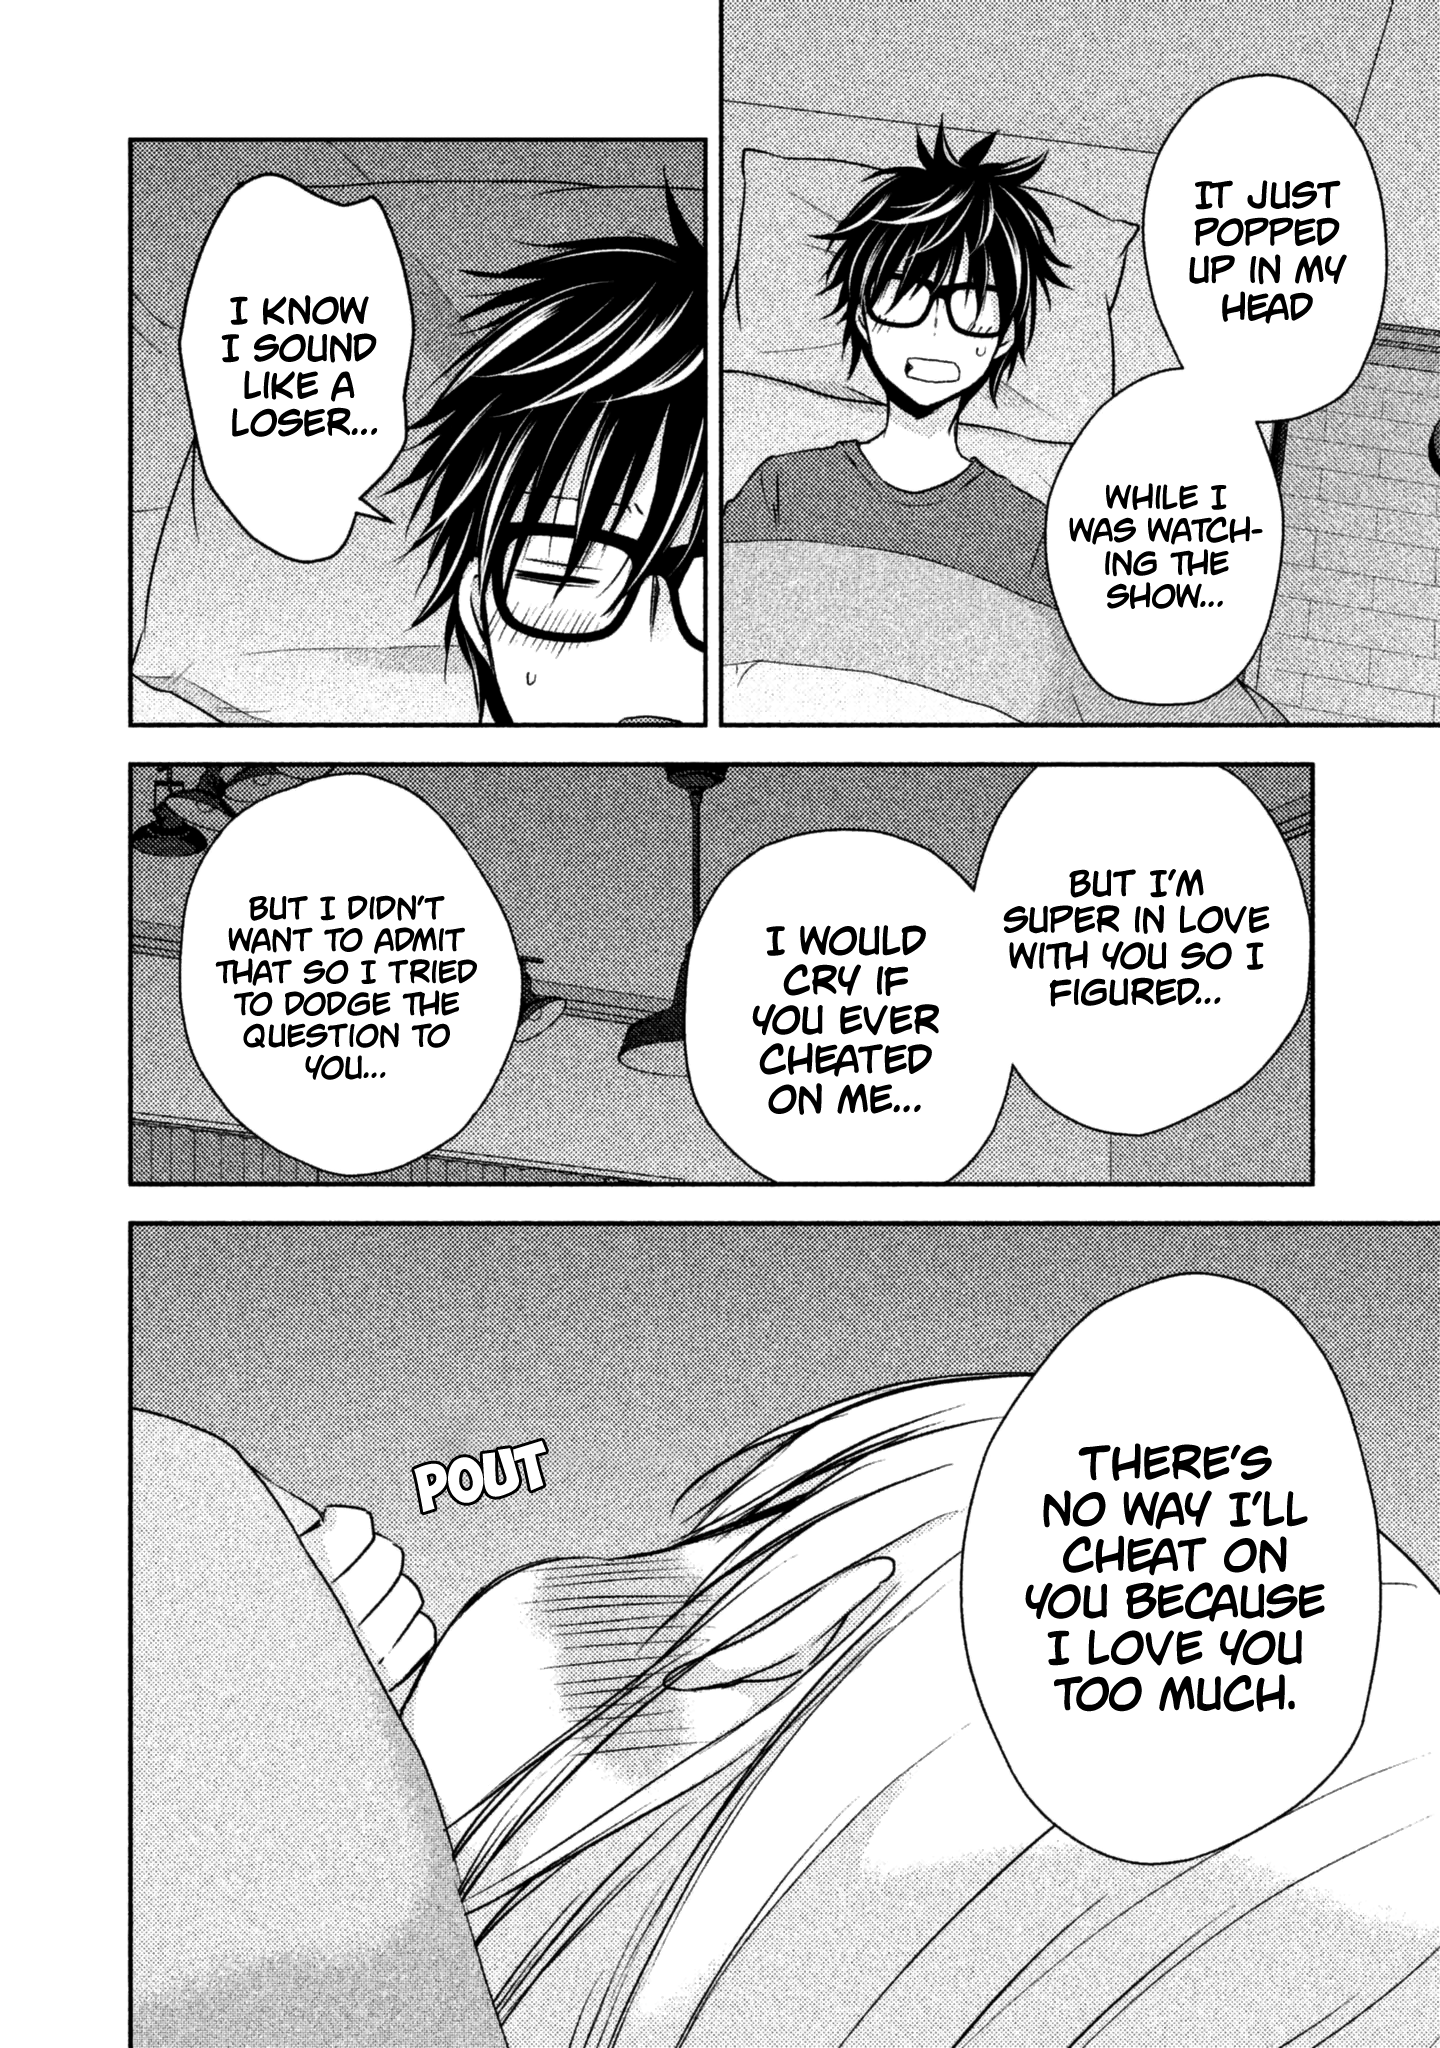 IT JUST
POPPED
UP IN MY
HEAD
WHILE I
WAS WATCH-
ING THE
SHOW...
I KNOW
I SOUND
LIKE A
LOSER...
BUT I'M
SUPER IN LOVE
WITH YOU SO I
FIGURED...
I WOULD
CRY IF
YOU EVER
CHEATED
ON ME...
BUT I DIDN'T
WANT TO ADMIT
THAT SO I TRIED
TO DODGE THE
QUESTION TO
YOU...
THERE'S
NO WAY I'LL
CHEAT ON
YOU BECAUSE
I LOVE YOU
TOO MUCH.
POUT